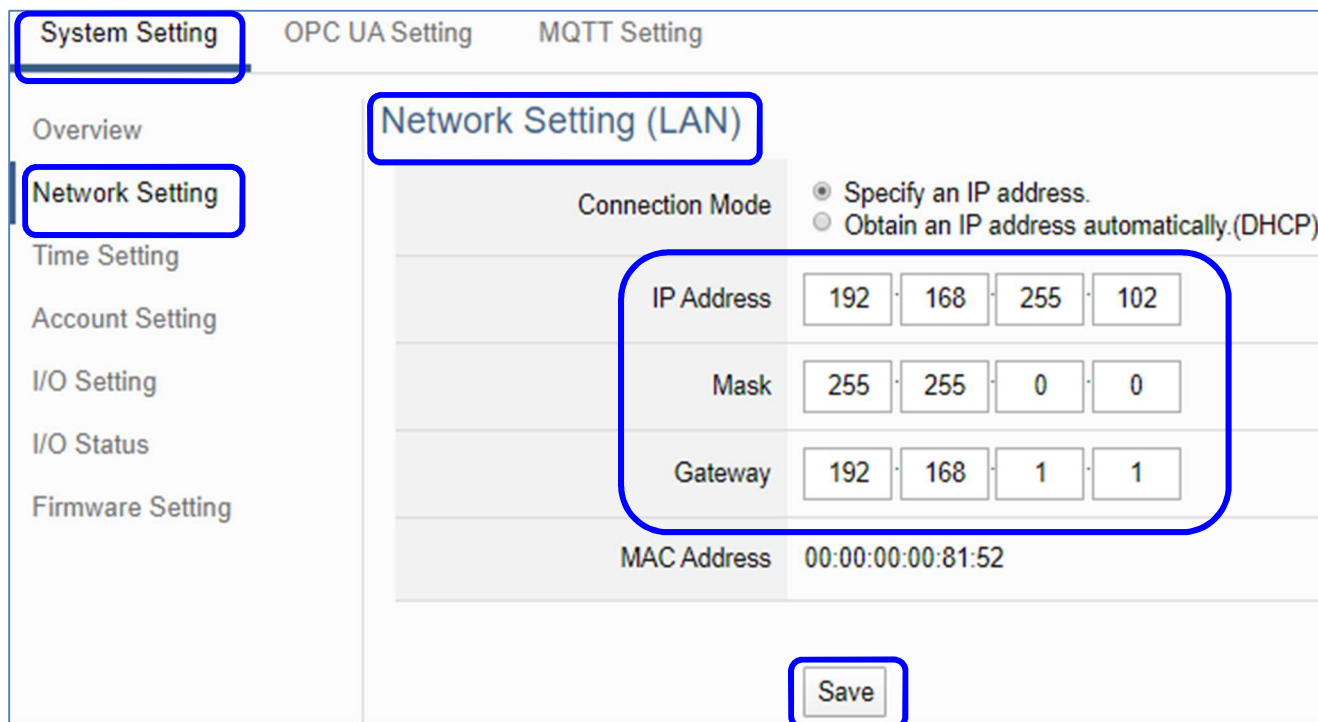 System Setting OPC UA Setting MQTT Setting
Overview
Network Setting
Time Setting
Account Setting
I/O Setting
I/O Status
Firmware Setting
Network Setting (LAN)
Connection Mode
Specify an IP address.
Obtain an IP address automatically.(DHCP)
IP Address 192 . 168 . 255 . 102
Mask 255 . 255 . 0 . 0
Gateway 192 . 168 . 1 . 1
MAC Address 00:00:00:00:81:52
Save